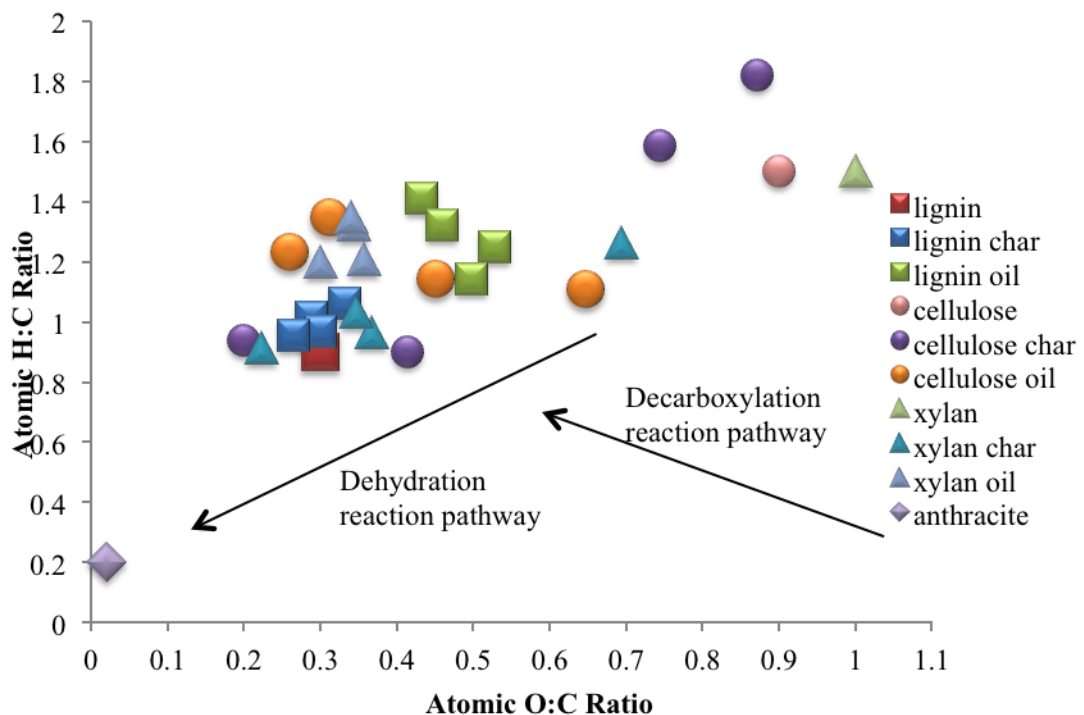 2
1.8
1.6
1.4
1.2
1
0.8
0.6
0.4
0.2
0
Atomic H:C Ratio
0 0.1 0.2 0.3 0.4 0.5 0.6 0.7 0.8 0.9 1 1.1
Atomic O:C Ratio
Decarboxylation
reaction pathway
Dehydration
reaction pathway
lignin
lignin char
lignin oil
cellulose
cellulose char
cellulose oil
xylan
xylan char
xylan oil
anthracite